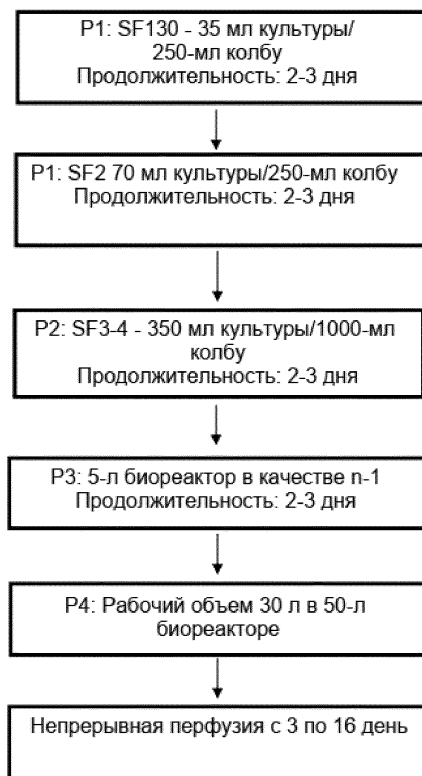 P1: SF130 - 35 мл культуры/
250-мл колбу
Продолжительность: 2-3 дня
P1: SF2 70 мл культуры/250-мл колбу
Продолжительность: 2-3 дня
P2: SF3-4 - 350 мл культуры/1000-мл
колбу
Продолжительность: 2-3 дня
P3: 5-л биореактор в качестве n-1
Продолжительность: 2-3 дня
P4: Рабочий объем 30 л в 50-л
биореакторе
Непрерывная перфузия с 3 по 16 день